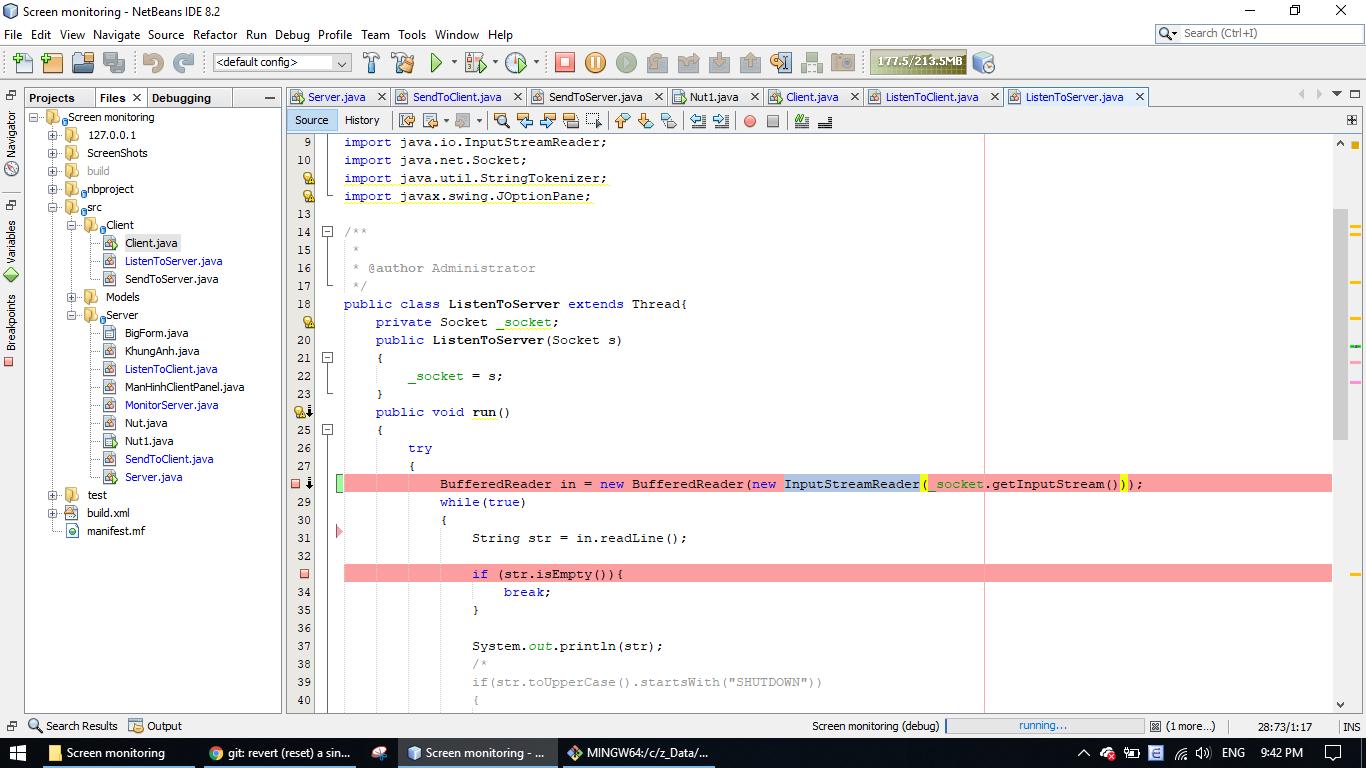 Screen monitoring - NetBeans IDE 8.2
File Edit View Navigate Source Refactor Run Debug Profile Team Tools Window Help
Search (Ctrl+I)
<default config>
177.5/213.5MB
Projects Files Debugging
Server.java SendToClient.java SendToServer.java Nut1.java Client.java ListenToClient.java ListenToServer.java
Source History
Navigator
Variables
Breakpoints
Screen monitoring
127.0.0.1
ScreenShots
build
nbproject
src
Client
Client.java
ListenToServer.java
SendToServer.java
Models
Server
BigForm.java
KhungAnh.java
ListenToClient.java
ManHinhClientPanel.java
MonitorServer.java
Nut.java
Nut1.java
SendToClient.java
Server.java
test
build.xml
manifest.mf
9 import java.io.InputStreamReader;
10 import java.net.Socket;
import java.util.StringTokenizer;
import javax.swing.JOptionPane;
13
14 /**
15 *
16 * @author Administrator
17 */
18 public class ListenToServer extends Thread{
private Socket _socket;
20 public ListenToServer(Socket s)
21 {
22 _socket = s;
23 }
public void run()
25 {
26 try
27 {
BufferedReader in = new BufferedReader(new InputStreamReader(_socket.getInputStream()));
29 while(true)
30 {
31 String str = in.readLine();
32
if (str.isEmpty()){
34 break;
35 }
36
37 System.out.println(str);
38 /*
39 if(str.toUpperCase().startsWith("SHUTDOWN"))
40 {
Search Results Output
Screen monitoring (debug) running... (1 more...) 28:73/1:17 INS
Screen monitoring git: revert (reset) a sin... Screen monitoring - ... MINGW64:/c/z_Data/... ENG 9:42 PM